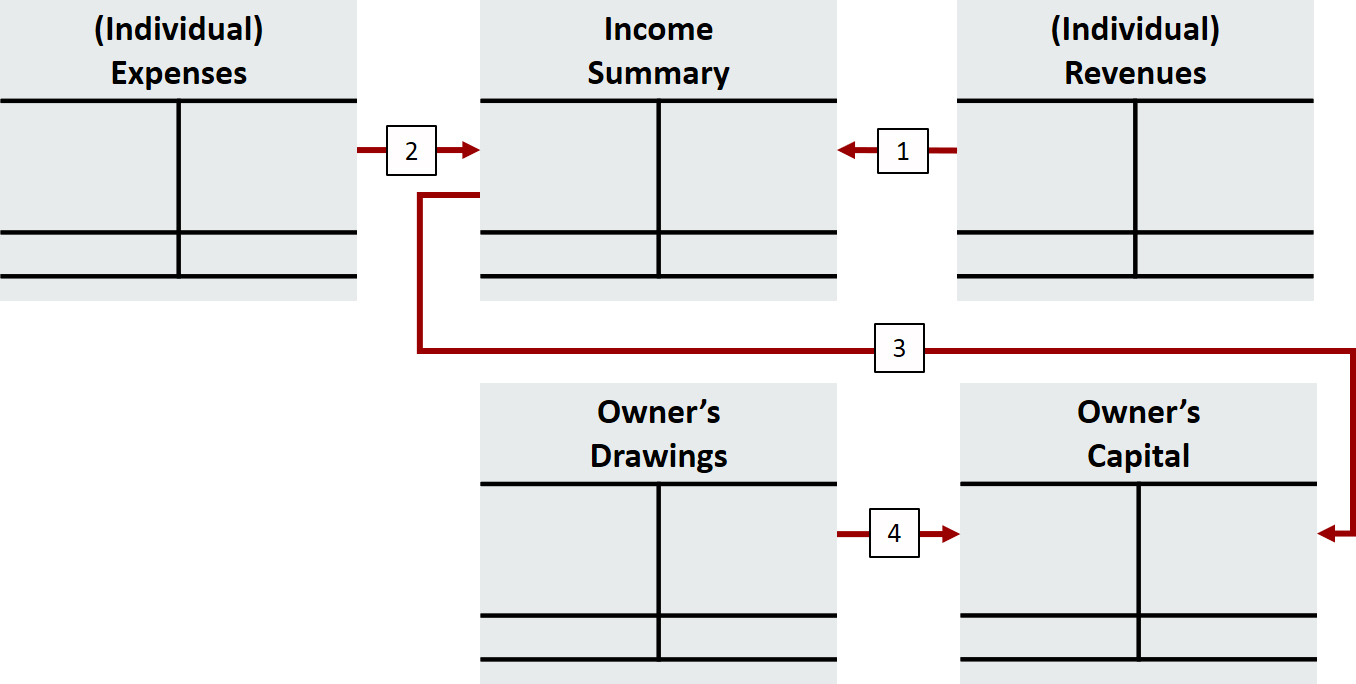 (Individual)
Expenses
Income
Summary
(Individual)
Revenues
2
1
3
Owner’s
Drawings
Owner’s
Capital
4